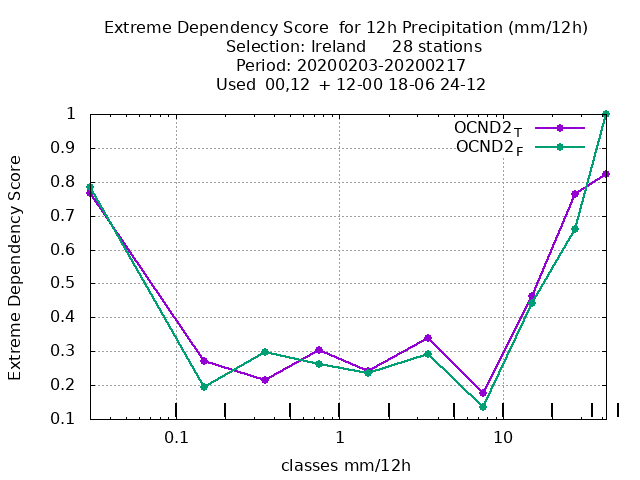 Extreme Dependency Score  for 12h Precipitation (mm/12h)
Selection: Ireland     28 stations
Period: 20200203-20200217
Used  00,12  + 12-00 18-06 24-12
OCND2T
OCND2F
1
0.9
0.8
0.7
0.6
0.5
0.4
0.3
0.2
0.1
Extreme Dependency Score
0.1
1
10
classes mm/12h